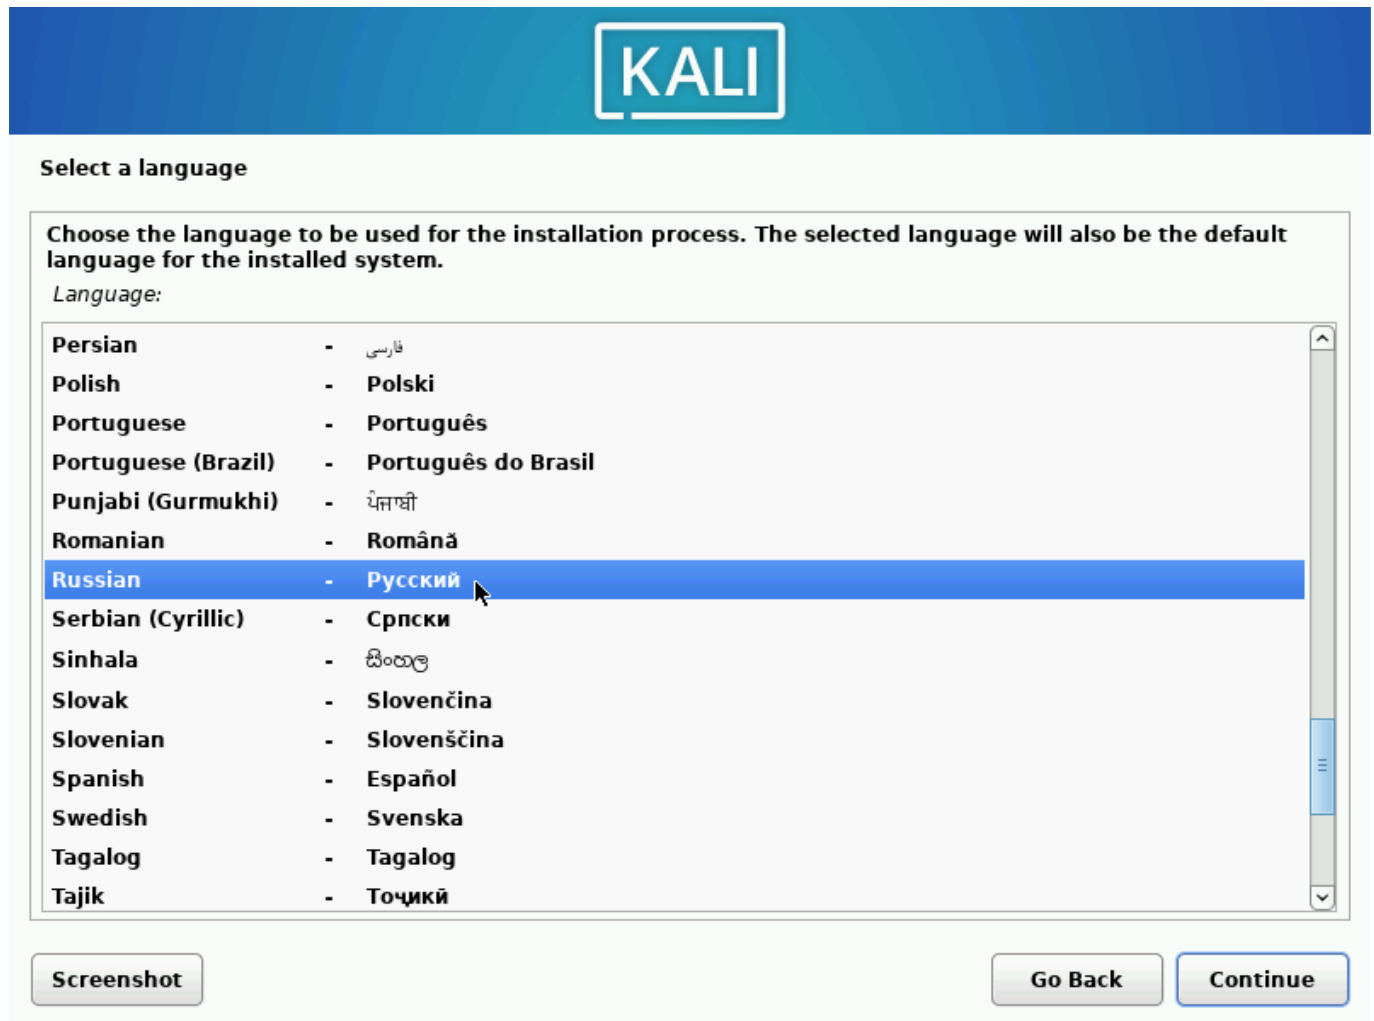 KALI
Select a language
Choose the language to be used for the installation process. The selected language will also be the default
language for the installed system.
Language:
Persian - فارسی
Polish - Polski
Portuguese - Português
Portuguese (Brazil) - Português do Brasil
Punjabi (Gurmukhi) - ਪੰਜਾਬੀ
Romanian - Română
Russian - Русский
Serbian (Cyrillic) - Српски
Sinhala - සිංහල
Slovak - Slovenčina
Slovenian - Slovenščina
Spanish - Español
Swedish - Svenska
Tagalog - Tagalog
Tajik - Тоҷикӣ
Screenshot
Go Back
Continue